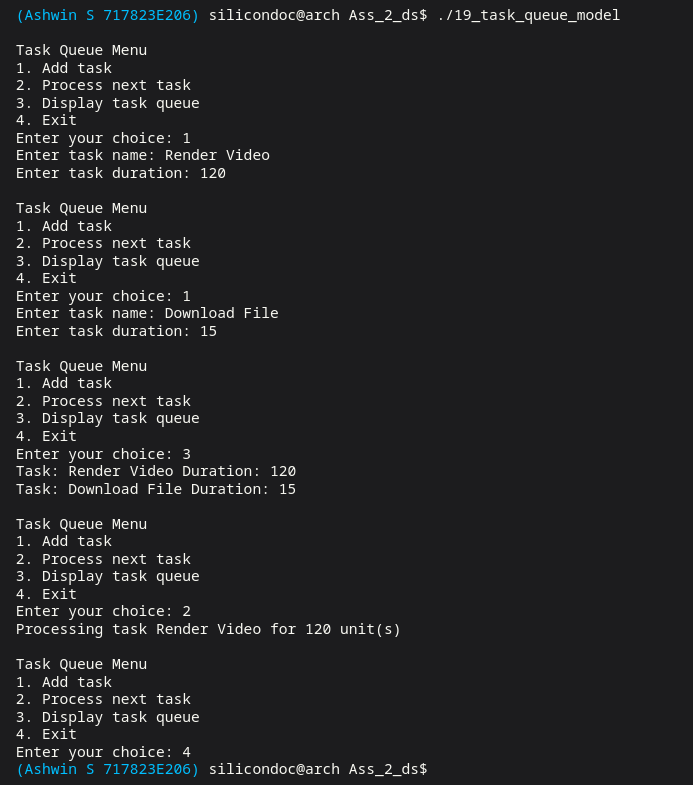 (Ashwin S 717823E206) silicondoc@arch Ass_2_ds$ ./19_task_queue_model
Task Queue Menu
1. Add task
2. Process next task
3. Display task queue
4. Exit
Enter your choice: 1
Enter task name: Render Video
Enter task duration: 120
Task Queue Menu
1. Add task
2. Process next task
3. Display task queue
4. Exit
Enter your choice: 1
Enter task name: Download File
Enter task duration: 15
Task Queue Menu
1. Add task
2. Process next task
3. Display task queue
4. Exit
Enter your choice: 3
Task: Render Video Duration: 120
Task: Download File Duration: 15
Task Queue Menu
1. Add task
2. Process next task
3. Display task queue
4. Exit
Enter your choice: 2
Processing task Render Video for 120 unit(s)
Task Queue Menu
1. Add task
2. Process next task
3. Display task queue
4. Exit
Enter your choice: 4
(Ashwin S 717823E206) silicondoc@arch Ass_2_ds$